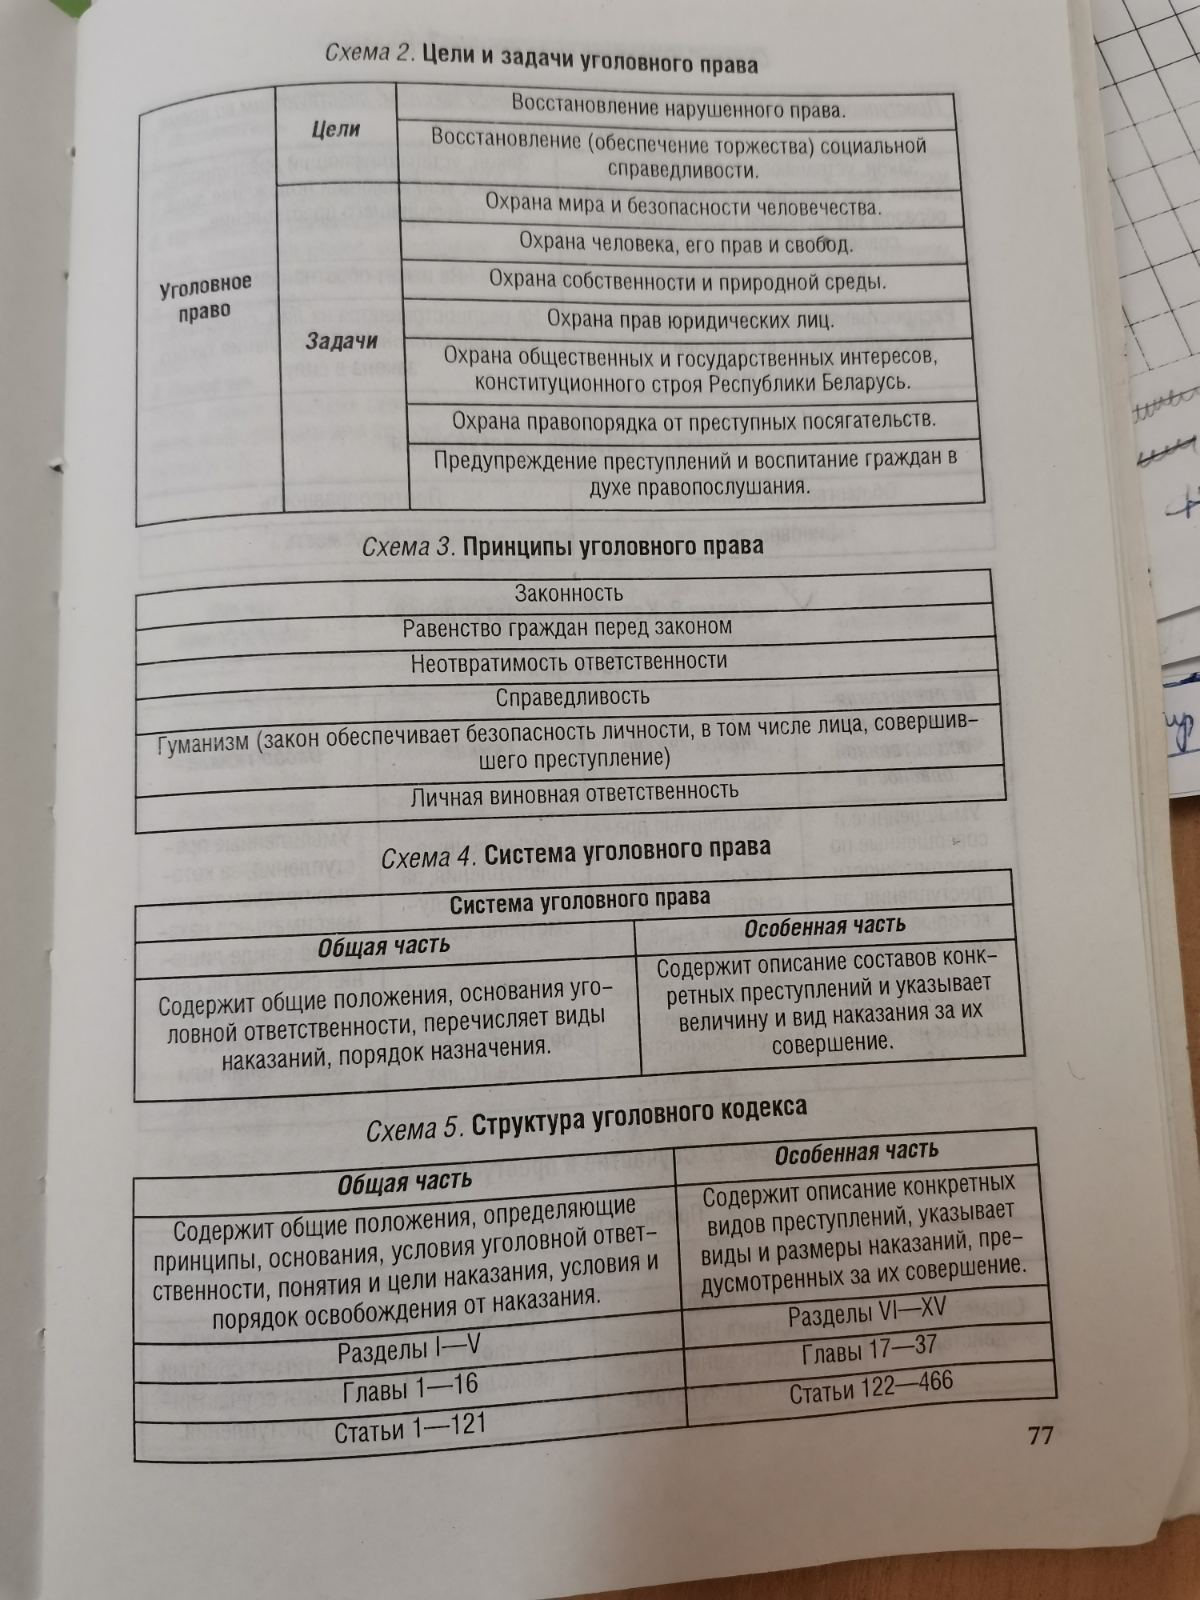 Схема 2. Цели и задачи уголовного права
Уголовное
право
Цели
Восстановление нарушенного права.
Восстановление (обеспечение торжества) социальной
справедливости.
Задачи
Охрана мира и безопасности человечества.
Охрана человека, его прав и свобод.
Охрана собственности и природной среды.
Охрана прав юридических лиц.
Охрана общественных и государственных интересов,
конституционного строя Республики Беларусь.
Охрана правопорядка от преступных посягательств.
Предупреждение преступлений и воспитание граждан в
духе правопослушания.
Схема 3. Принципы уголовного права
Законность
Равенство граждан перед законом
Неотвратимость ответственности
Справедливость
Гуманизм (закон обеспечивает безопасность личности, в том числе лица, совершив–
шего преступление)
Личная виновная ответственность
Схема 4. Система уголовного права
Система уголовного права
Общая часть
Содержит общие положения, основания уго–
ловной ответственности, перечисляет виды
наказаний, порядок назначения.
Особенная часть
Содержит описание составов конк–
ретных преступлений и указывает
величину и вид наказания за их
совершение.
Схема 5. Структура уголовного кодекса
Общая часть
Содержит общие положения, определяющие
принципы, основания, условия уголовной ответ–
ственности, понятия и цели наказания, условия и
порядок освобождения от наказания.
Разделы I—V
Главы 1—16
Статьи 1—121
Особенная часть
Содержит описание конкретных
видов преступлений, указывает
виды и размеры наказаний, пре–
дусмотренных за их совершение.
Разделы VI—XV
Главы 17—37
Статьи 122—466
77